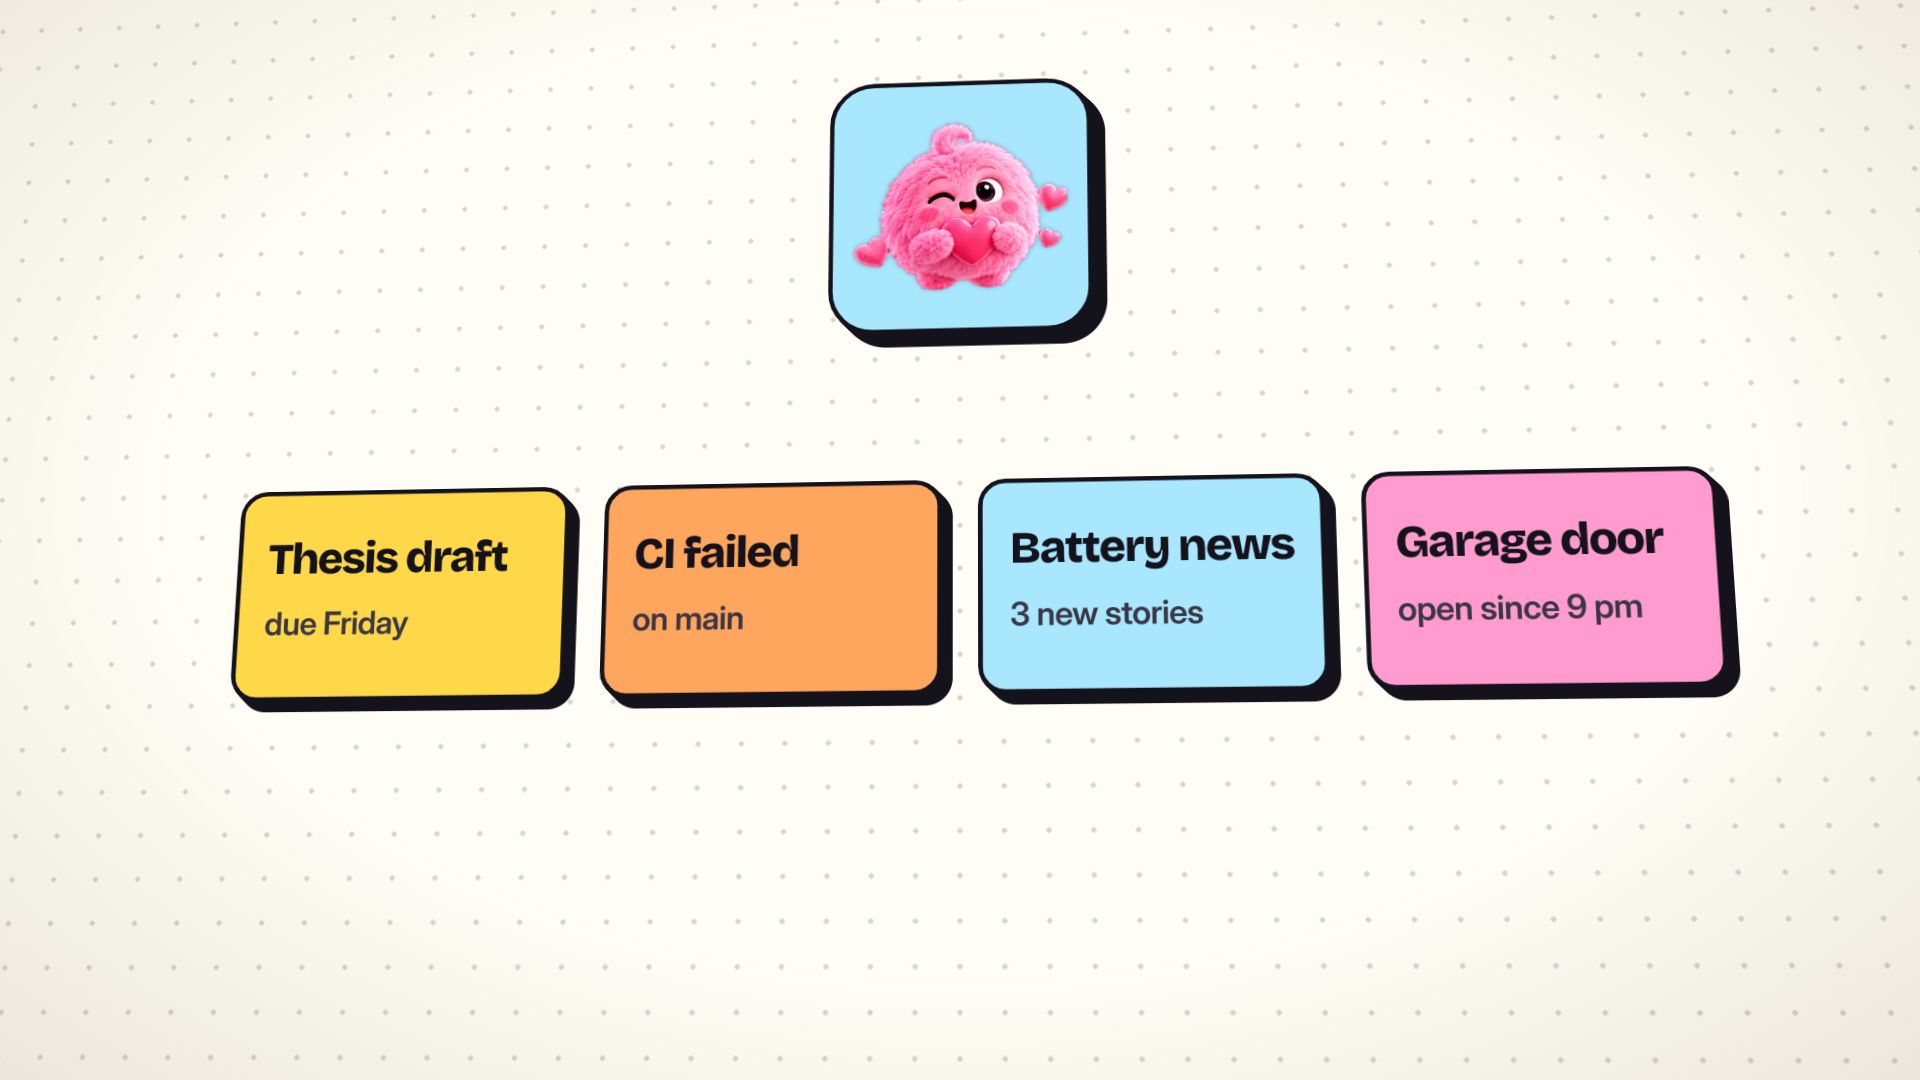 Thesis draft
due Friday
CI failed
on main
Battery news
3 new stories
Garage door
open since 9 pm